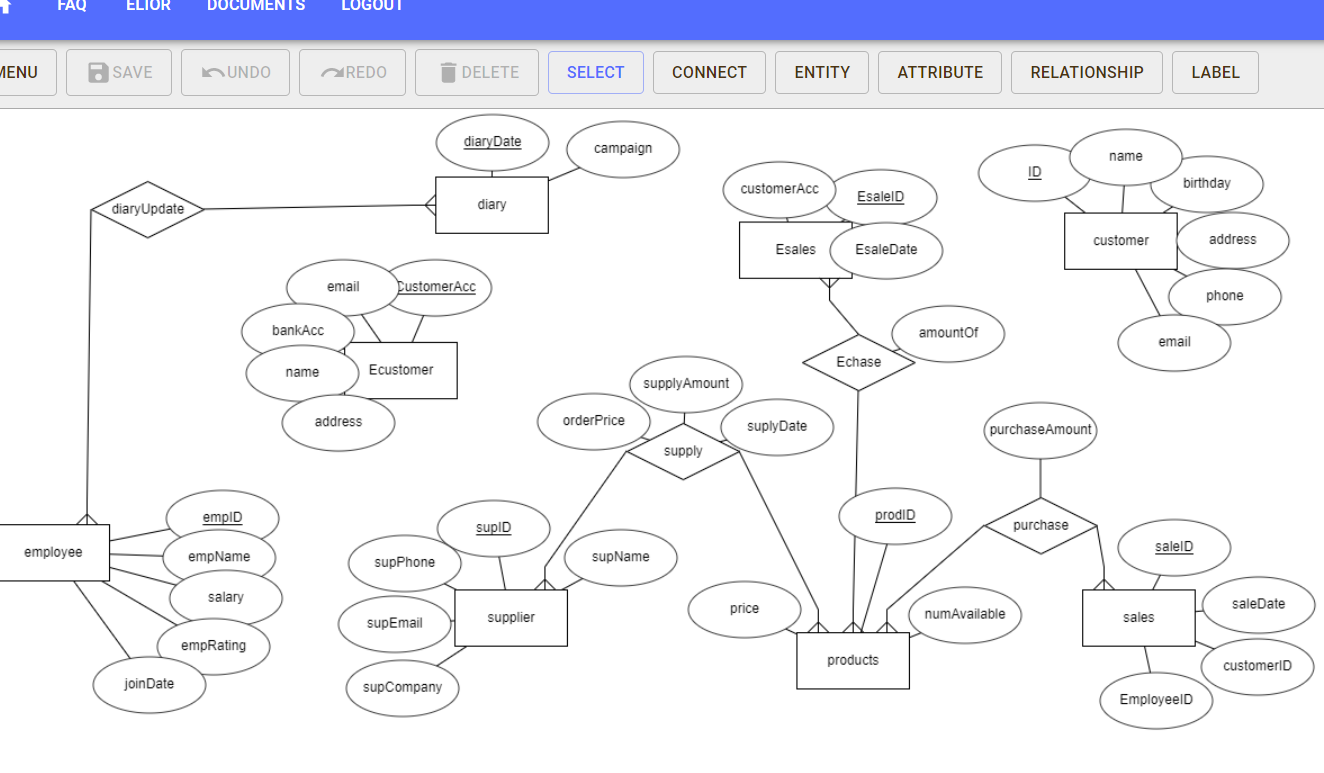 FAQ ELIOR DOCUMENTS LOGOUT
MENU SAVE UNDO REDO DELETE SELECT CONNECT ENTITY ATTRIBUTE RELATIONSHIP LABEL
diaryDate
campaign
diaryUpdate
diary
customerAcc
EsaleID
Esales
EsaleDate
ID
name
birthday
customer
address
phone
email
email
CustomerAcc
bankAcc
name
Ecustomer
address
amountOf
Echase
supplyAmount
orderPrice
suplyDate
supply
purchaseAmount
purchase
empID
employee
empName
salary
empRating
joinDate
supID
supPhone
supName
supplier
supEmail
supCompany
prodID
price
numAvailable
products
saleID
saleDate
sales
customerID
EmployeeID